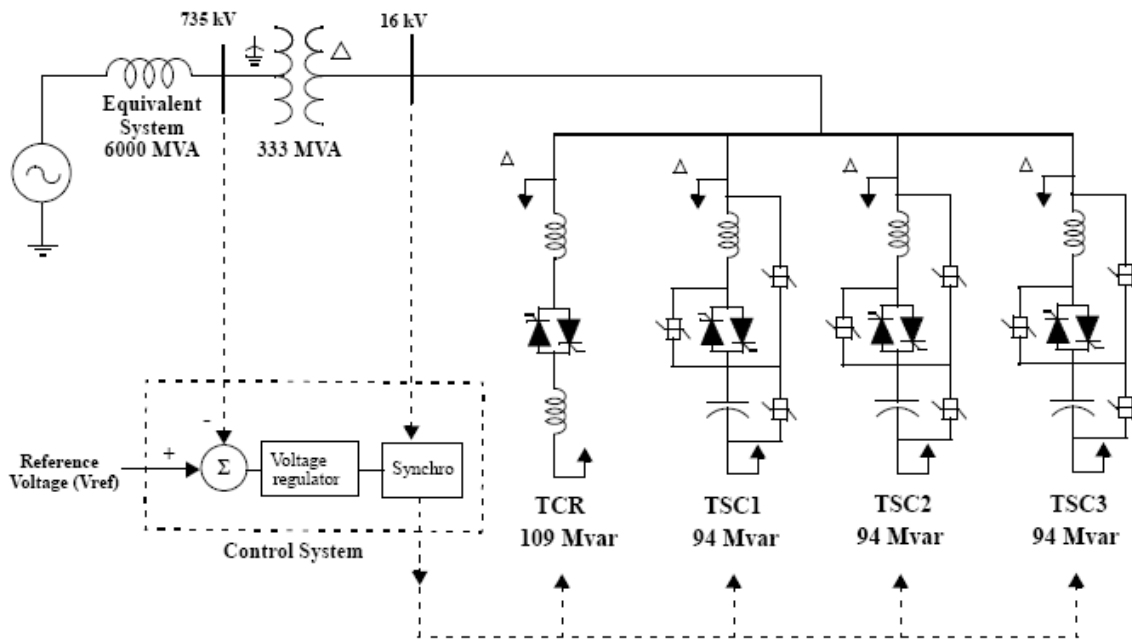 735 kV
16 kV
Δ
Equivalent
System
6000 MVA
333 MVA
Δ
Δ
Δ
Δ
-
+
Reference
Voltage (Vref)
Σ
Voltage
regulator
Synchro
Control System
TCR
109 Mvar
TSC1
94 Mvar
TSC2
94 Mvar
TSC3
94 Mvar